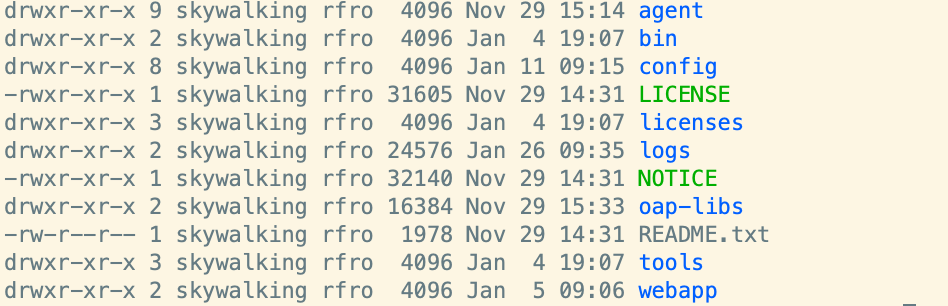 drwxr-xr-x 9 skywalking rfro  4096 Nov 29 15:14 agent
drwxr-xr-x 2 skywalking rfro  4096 Jan  4 19:07 bin
drwxr-xr-x 8 skywalking rfro  4096 Jan 11 09:15 config
-rwxr-xr-x 1 skywalking rfro 31605 Nov 29 14:31 LICENSE
drwxr-xr-x 3 skywalking rfro  4096 Jan  4 19:07 licenses
drwxr-xr-x 2 skywalking rfro 24576 Jan 26 09:35 logs
-rwxr-xr-x 1 skywalking rfro 32140 Nov 29 14:31 NOTICE
drwxr-xr-x 2 skywalking rfro 16384 Nov 29 15:33 oap-libs
-rw-r--r-- 1 skywalking rfro  1978 Nov 29 14:31 README.txt
drwxr-xr-x 3 skywalking rfro  4096 Jan  4 19:07 tools
drwxr-xr-x 2 skywalking rfro  4096 Jan  5 09:06 webapp